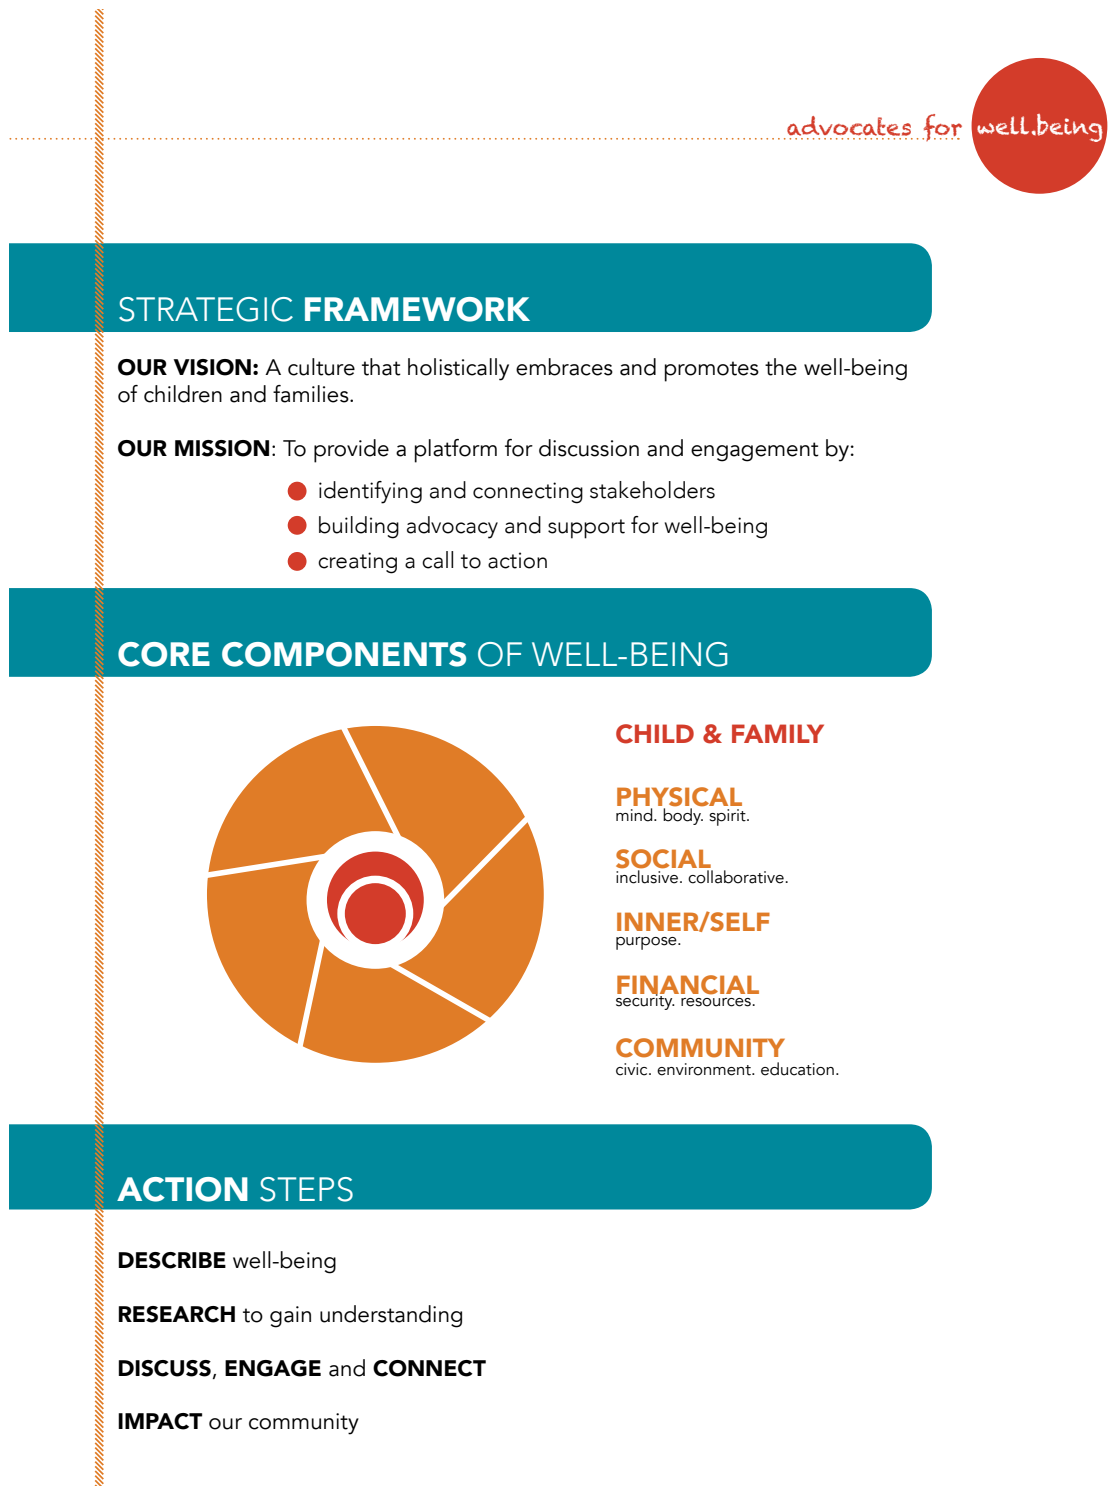 advocates for well.being
STRATEGIC FRAMEWORK
OUR VISION: A culture that holistically embraces and promotes the well-being
of children and families.
OUR MISSION: To provide a platform for discussion and engagement by:
identifying and connecting stakeholders
building advocacy and support for well-being
creating a call to action
CORE COMPONENTS OF WELL-BEING
CHILD & FAMILY
PHYSICAL
mind. body. spirit.
SOCIAL
inclusive. collaborative.
INNER/SELF
purpose.
FINANCIAL
security. resources.
COMMUNITY
civic. environment. education.
ACTION STEPS
DESCRIBE well-being
RESEARCH to gain understanding
DISCUSS, ENGAGE and CONNECT
IMPACT our community